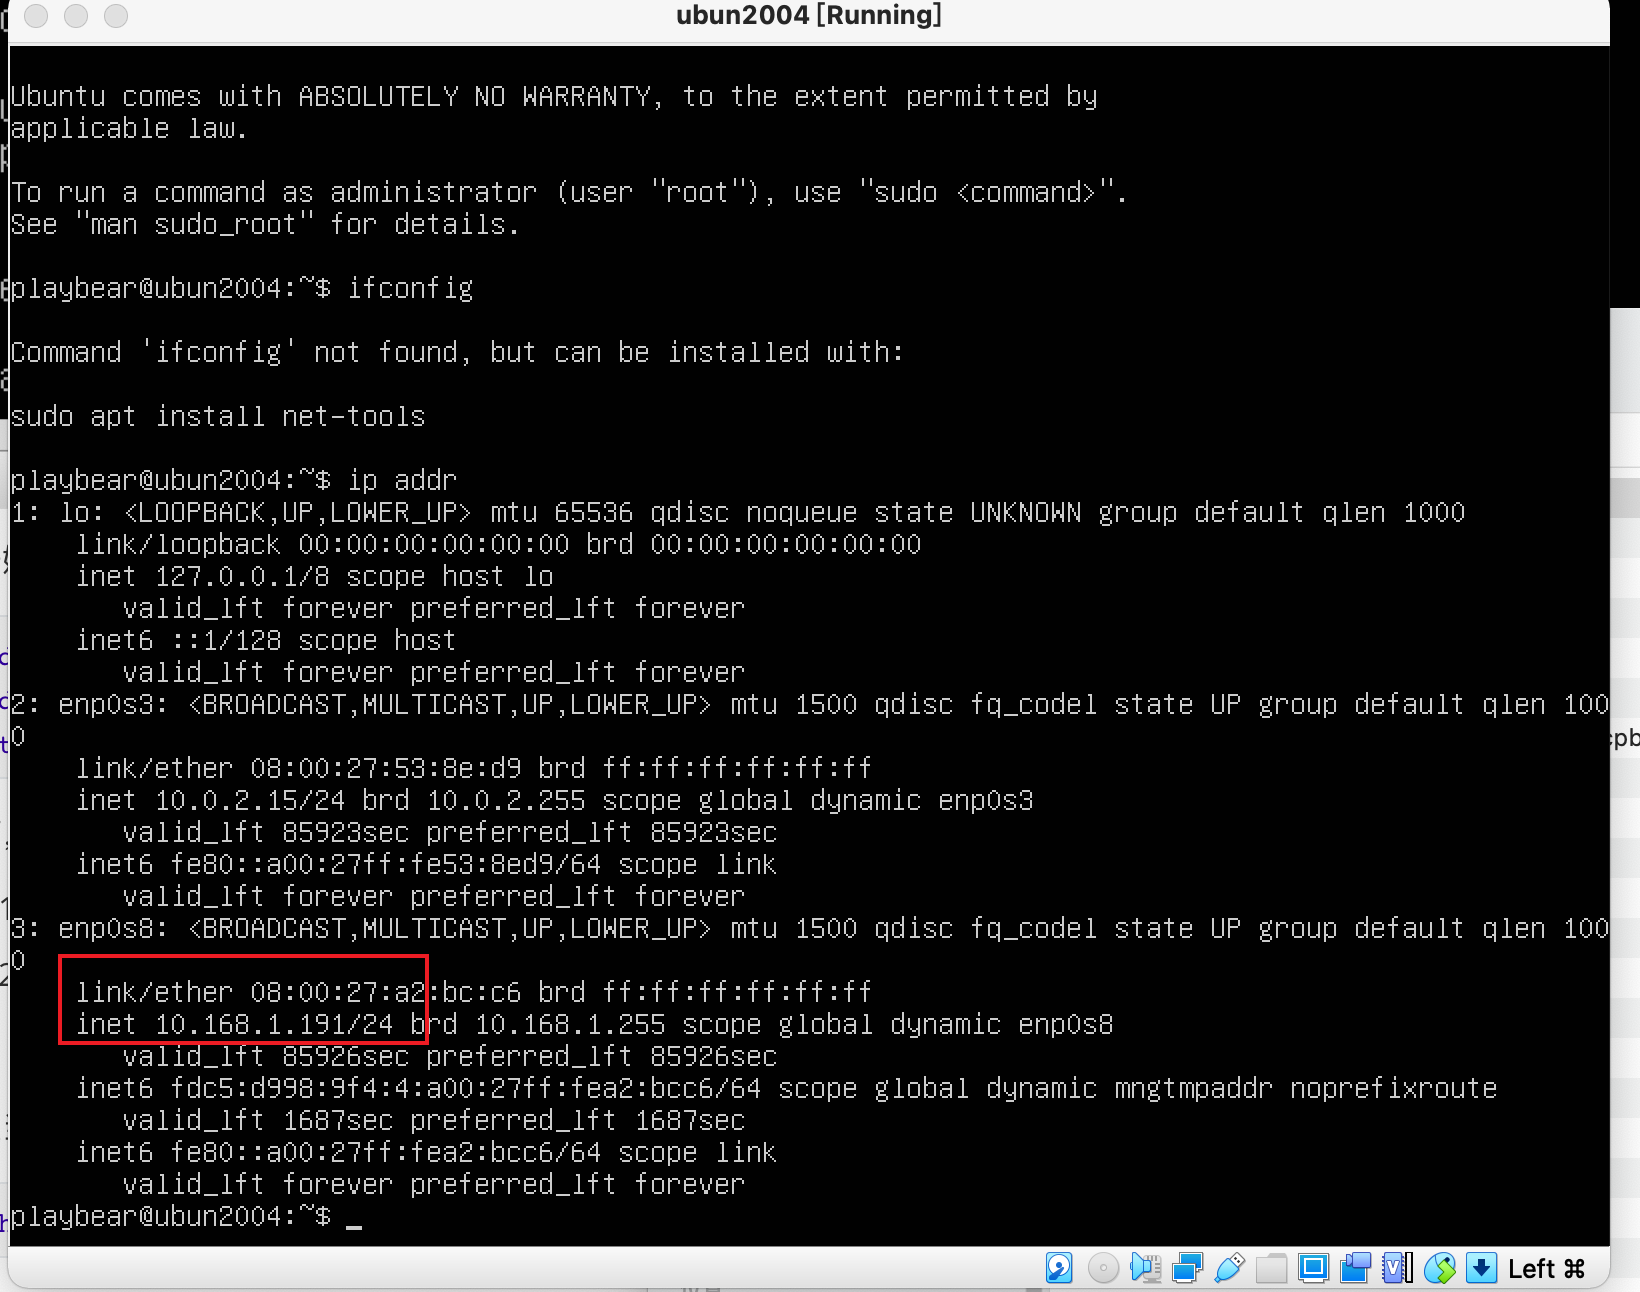 ubun2004 [Running]
Ubuntu comes with ABSOLUTELY NO WARRANTY, to the extent permitted by
applicable law.
To run a command as administrator (user "root"), use "sudo <command>".
See "man sudo_root" for details.
playbear@ubun2004:~$ ifconfig
Command 'ifconfig' not found, but can be installed with:
sudo apt install net-tools
playbear@ubun2004:~$ ip addr
1: lo: <LOOPBACK,UP,LOWER_UP> mtu 65536 qdisc noqueue state UNKNOWN group default qlen 1000
    link/loopback 00:00:00:00:00:00 brd 00:00:00:00:00:00
    inet 127.0.0.1/8 scope host lo
       valid_lft forever preferred_lft forever
    inet6 ::1/128 scope host
       valid_lft forever preferred_lft forever
2: enp0s3: <BROADCAST,MULTICAST,UP,LOWER_UP> mtu 1500 qdisc fq_codel state UP group default qlen 100
0
    link/ether 08:00:27:53:8e:d9 brd ff:ff:ff:ff:ff:ff
    inet 10.0.2.15/24 brd 10.0.2.255 scope global dynamic enp0s3
       valid_lft 85923sec preferred_lft 85923sec
    inet6 fe80::a00:27ff:fe53:8ed9/64 scope link
       valid_lft forever preferred_lft forever
3: enp0s8: <BROADCAST,MULTICAST,UP,LOWER_UP> mtu 1500 qdisc fq_codel state UP group default qlen 100
0
    link/ether 08:00:27:a2:bc:c6 brd ff:ff:ff:ff:ff:ff
    inet 10.168.1.191/24 brd 10.168.1.255 scope global dynamic enp0s8
       valid_lft 85926sec preferred_lft 85926sec
    inet6 fdc5:d998:9f4:4:a00:27ff:fea2:bcc6/64 scope global dynamic mngtmpaddr noprefixroute
       valid_lft 1687sec preferred_lft 1687sec
    inet6 fe80::a00:27ff:fea2:bcc6/64 scope link
       valid_lft forever preferred_lft forever
playbear@ubun2004:~$ _
Left ⌘